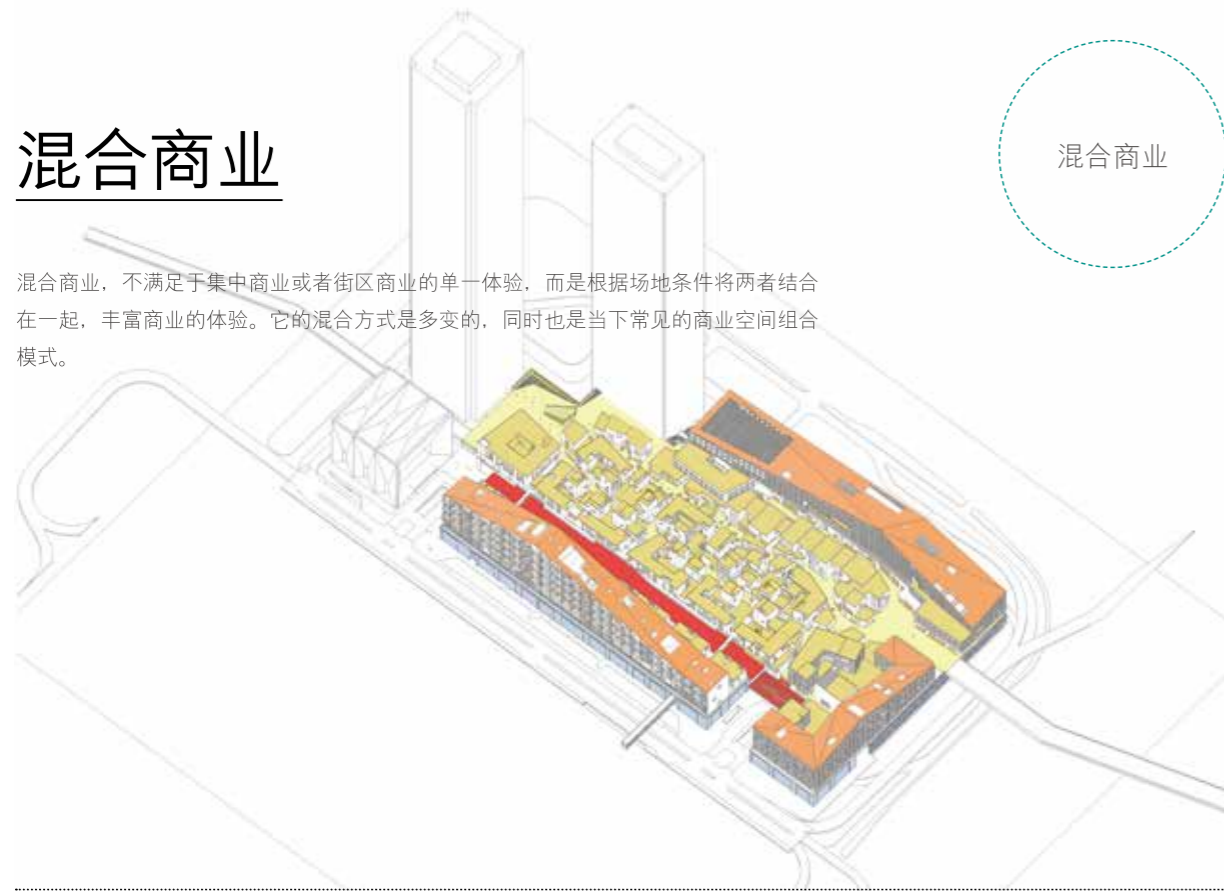 混合商业
混合商业
混合商业，不满足于集中商业或者街区商业的单一体验，而是根据场地条件将两者结合
在一起，丰富商业的体验。它的混合方式是多变的，同时也是当下常见的商业空间组合
模式。